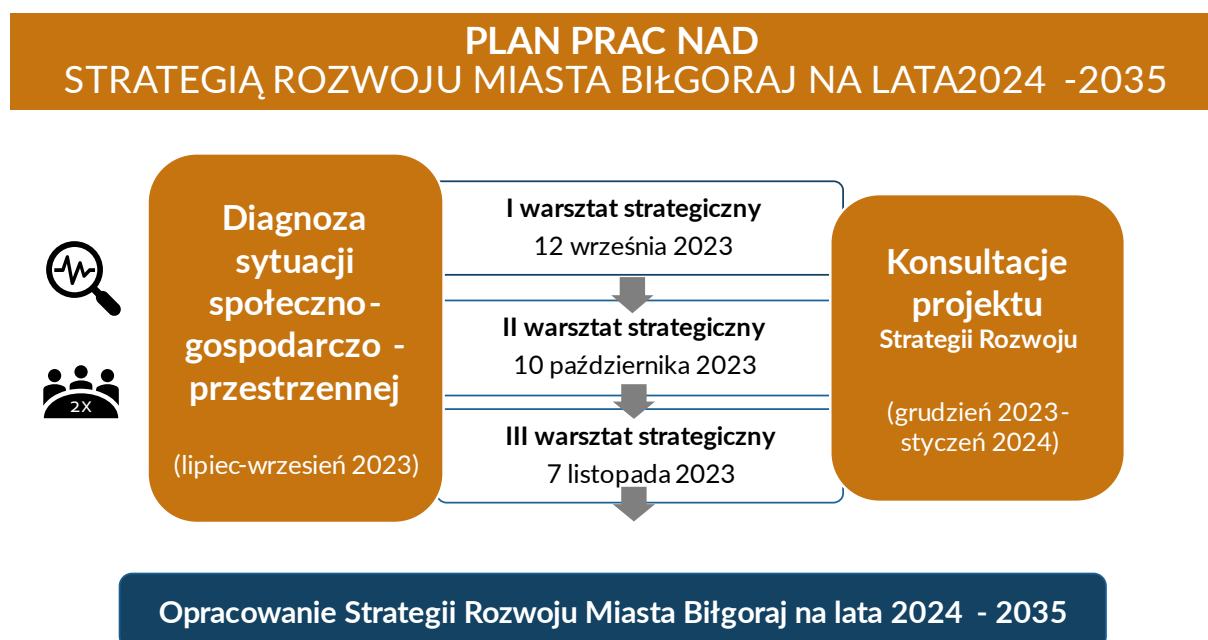 PLAN PRAC NAD
STRATEGIĄ ROZWOJU MIASTA BIŁGORAJ NA LATA2024 -2035
Diagnoza
sytuacji
społeczno-
gospodarczo -
przestrzennej
(lipiec-wrzesień 2023)
2X
I warsztat strategiczny
12 września 2023
II warsztat strategiczny
10 października 2023
III warsztat strategiczny
7 listopada 2023
Konsultacje
projektu
Strategii Rozwoju
(grudzień 2023-
styczeń 2024)
Opracowanie Strategii Rozwoju Miasta Biłgoraj na lata 2024 - 2035